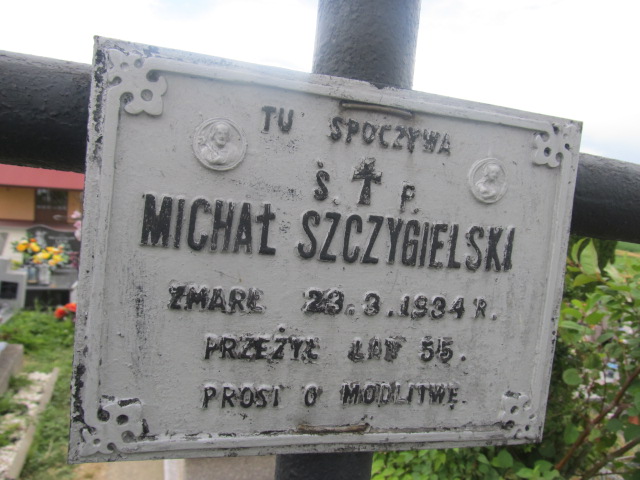 TU SPOCZYWA
Ś. † P.
MICHAŁ SZCZYGIELSKI
ZMARŁ 23.3.1934 R.
PRZEŻYŁ LAT 55.
PROSI O MODLITWĘ.